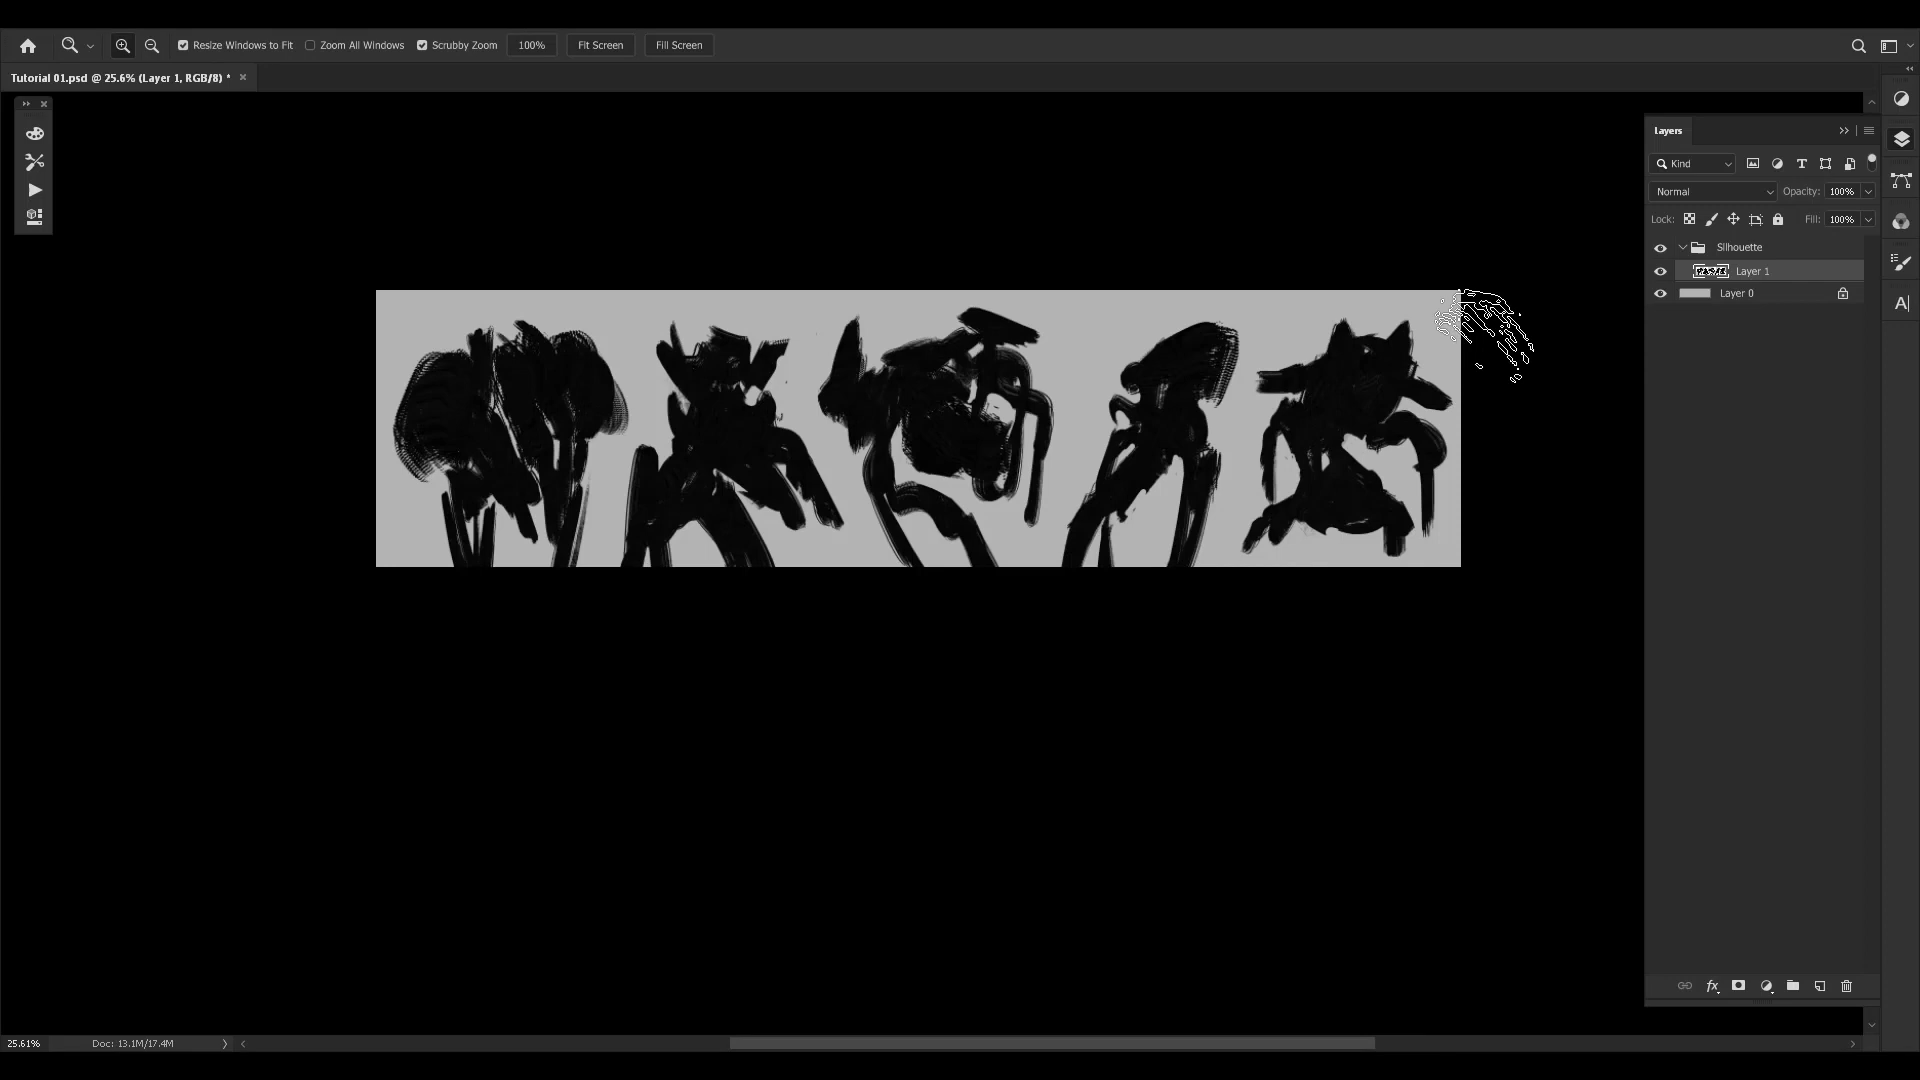 Resize Windows to Fit Zoom All Windows Scrubby Zoom 100% Fit Screen Fill Screen
Tutorial 01.psd @ 25.6% (Layer 1, RGB/8) *
Layers
Kind
Normal Opacity: 100%
Lock: Fill: 100%
Silhouette
Layer 1
Layer 0
fx
25.61% Doc: 13.1M/17.4M